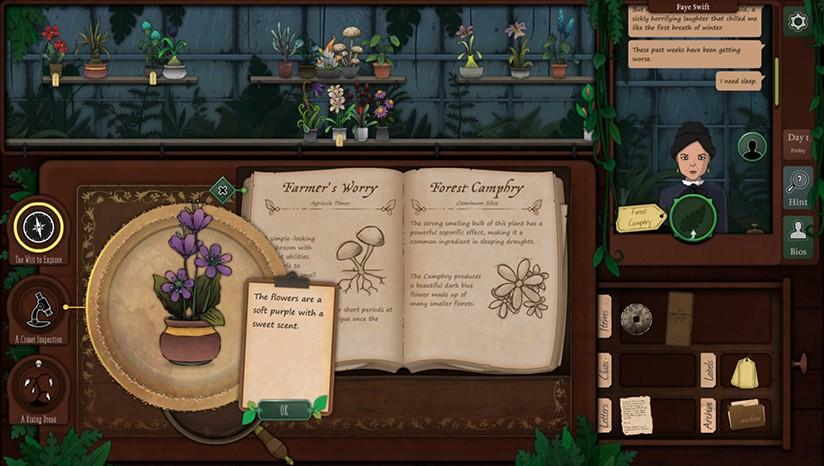 Faye Swift
sickly horrifying laughter that chilled me
like the first breath of winter.
These past weeks have been getting
worse.
I need sleep.
Day 1
Friday
Hint
Bios
Forest
Camphry
Farmer's Worry
Agricola Timor
simple-looking
room with
abilities.
to
small
short periods at
once the
Forest Camphry
Camimum Silva
The strong smelling bulb of this plant has a
powerful soporific effect, making it a
common ingredient in sleeping draughts.
The Camphry produces
a beautiful dark blue
flower made up of
many smaller florets.
The flowers are a
soft purple with a
sweet scent.
OK
The Will to Explore
A Closer Inspection
A Rising Dread
Items
Clues
Labels
Letters
Archive
archive